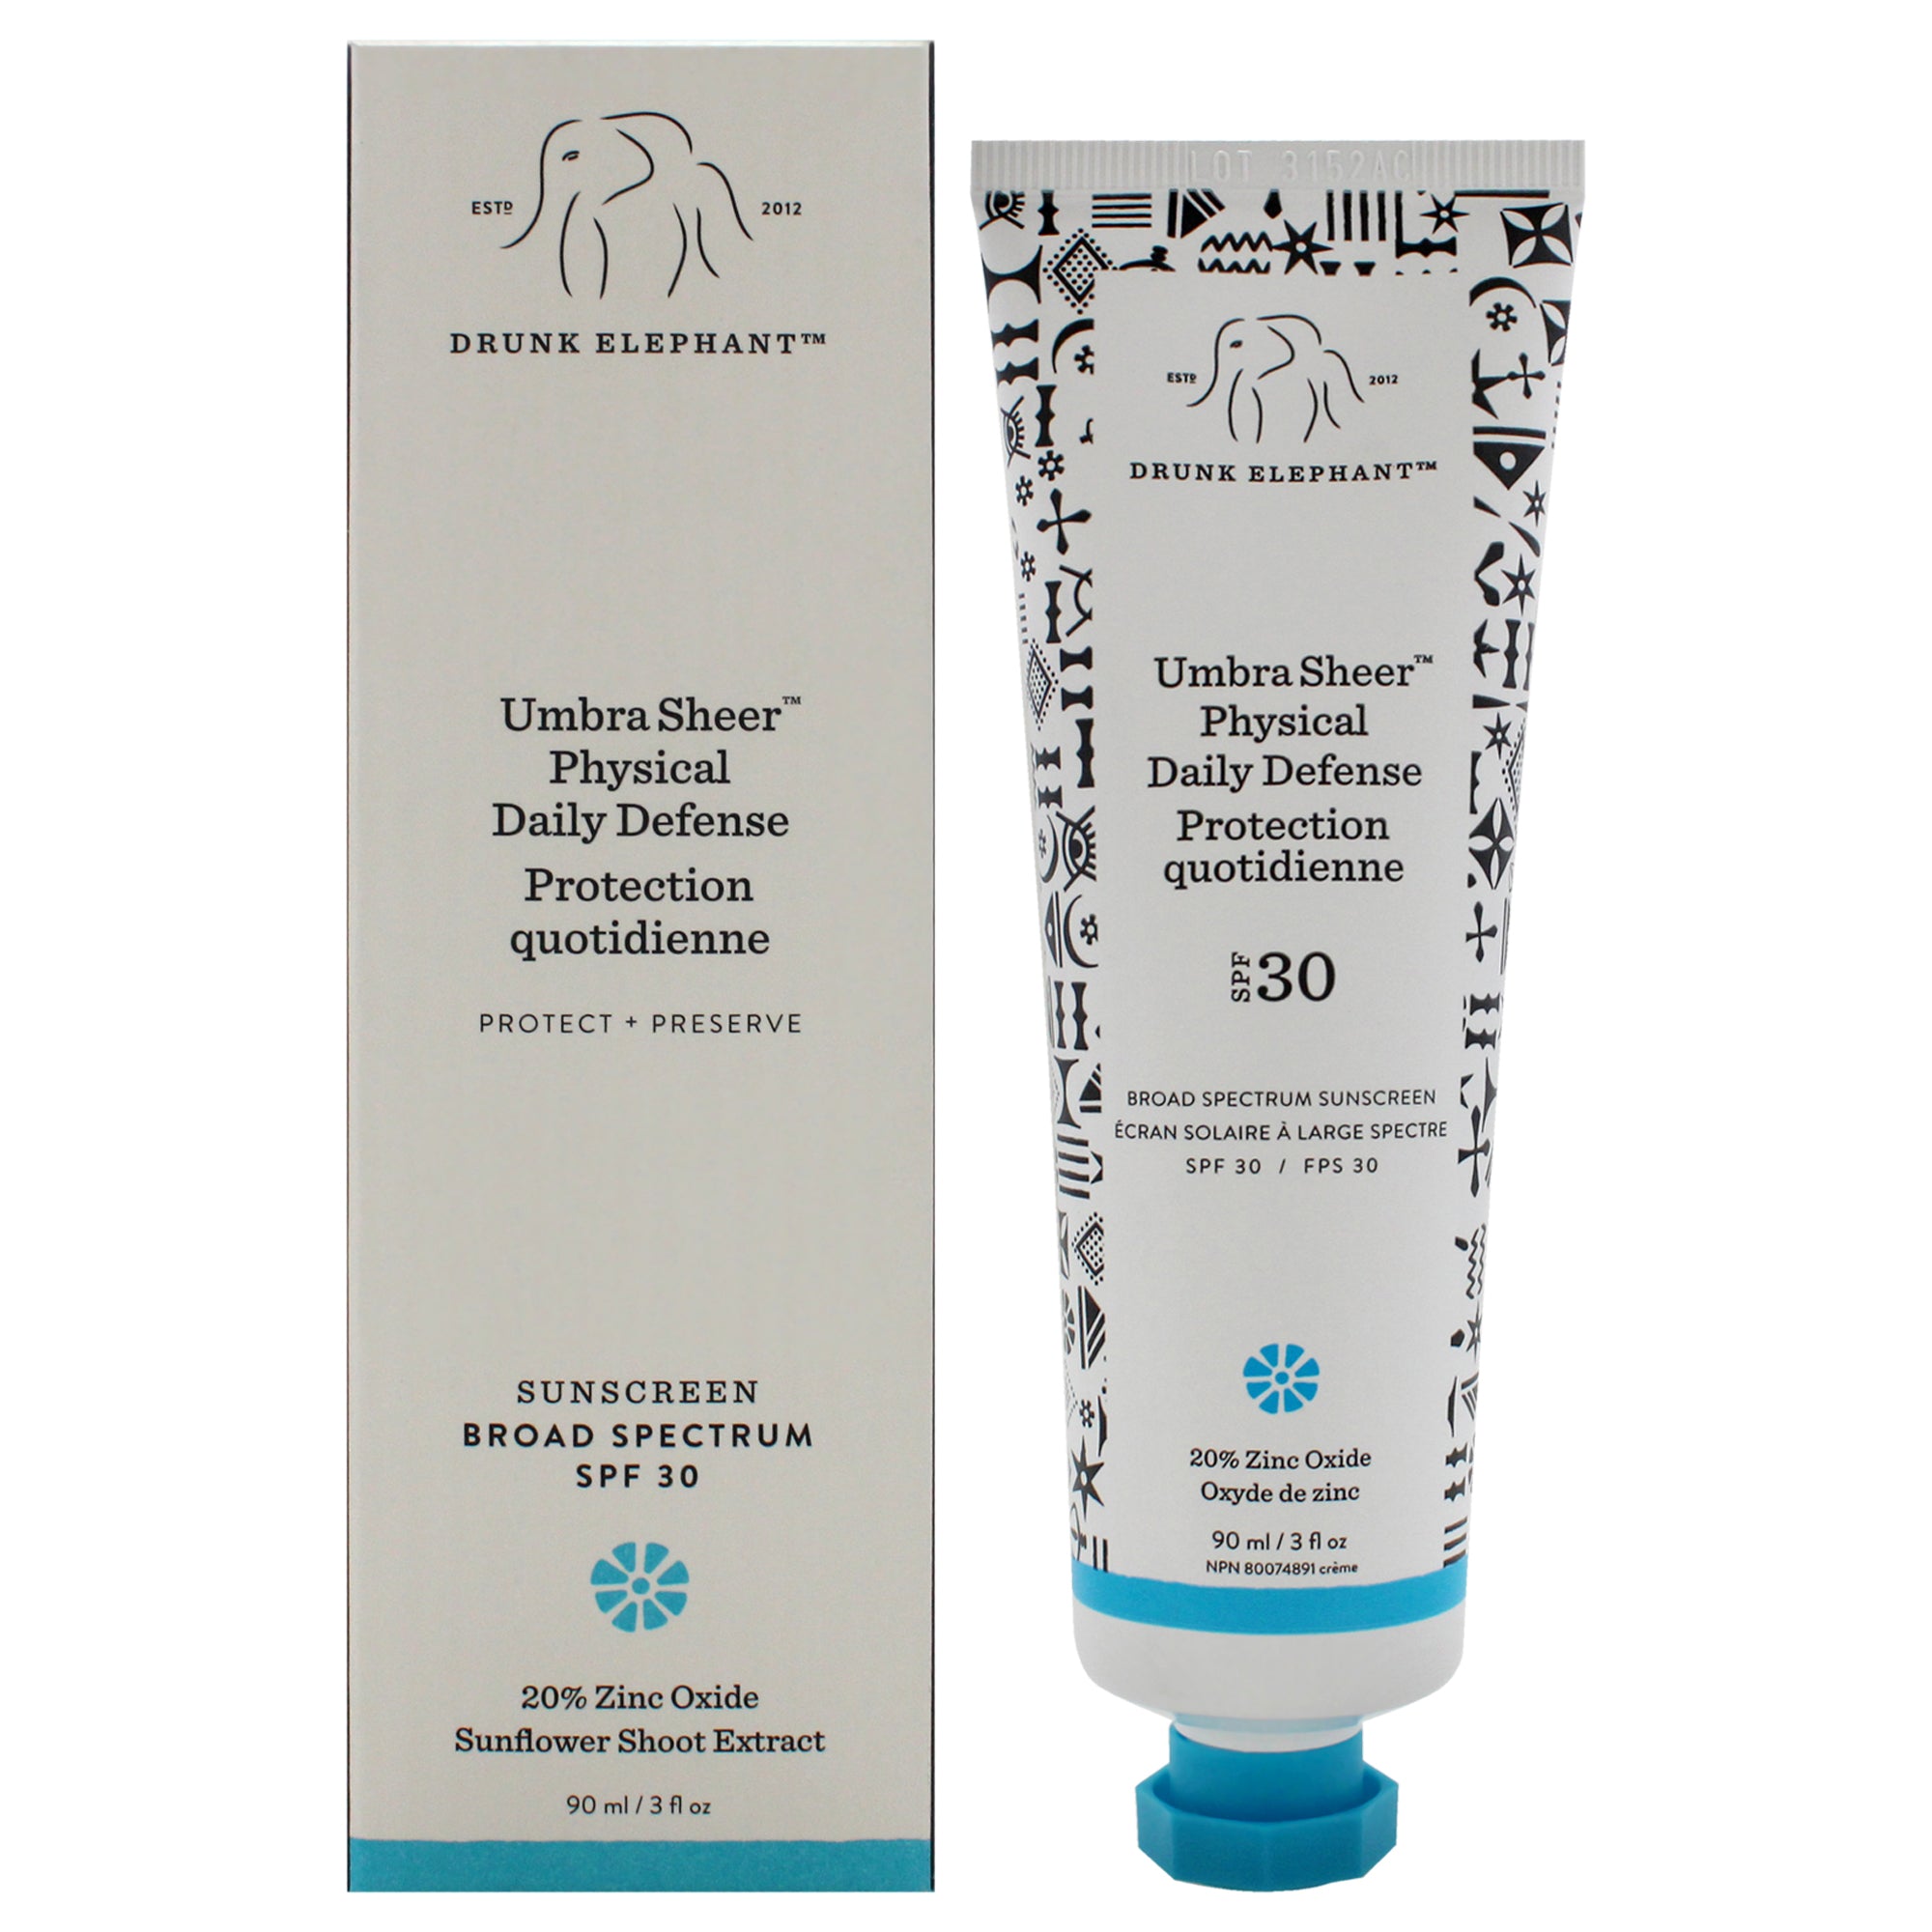 ESTD 2012
DRUNK ELEPHANT™
Umbra Sheer™
Physical
Daily Defense
Protection
quotidienne
PROTECT + PRESERVE
SUNSCREEN
BROAD SPECTRUM
SPF 30
20% Zinc Oxide
Sunflower Shoot Extract
90 ml / 3 fl oz
LOT 3152AC
ESTD 2012
DRUNK ELEPHANT™
Umbra Sheer™
Physical
Daily Defense
Protection
quotidienne
SPF 30
BROAD SPECTRUM SUNSCREEN
ÉCRAN SOLAIRE À LARGE SPECTRE
SPF 30 / FPS 30
20% Zinc Oxide
Oxyde de zinc
90 ml / 3 fl oz
NPN 80074891 crème